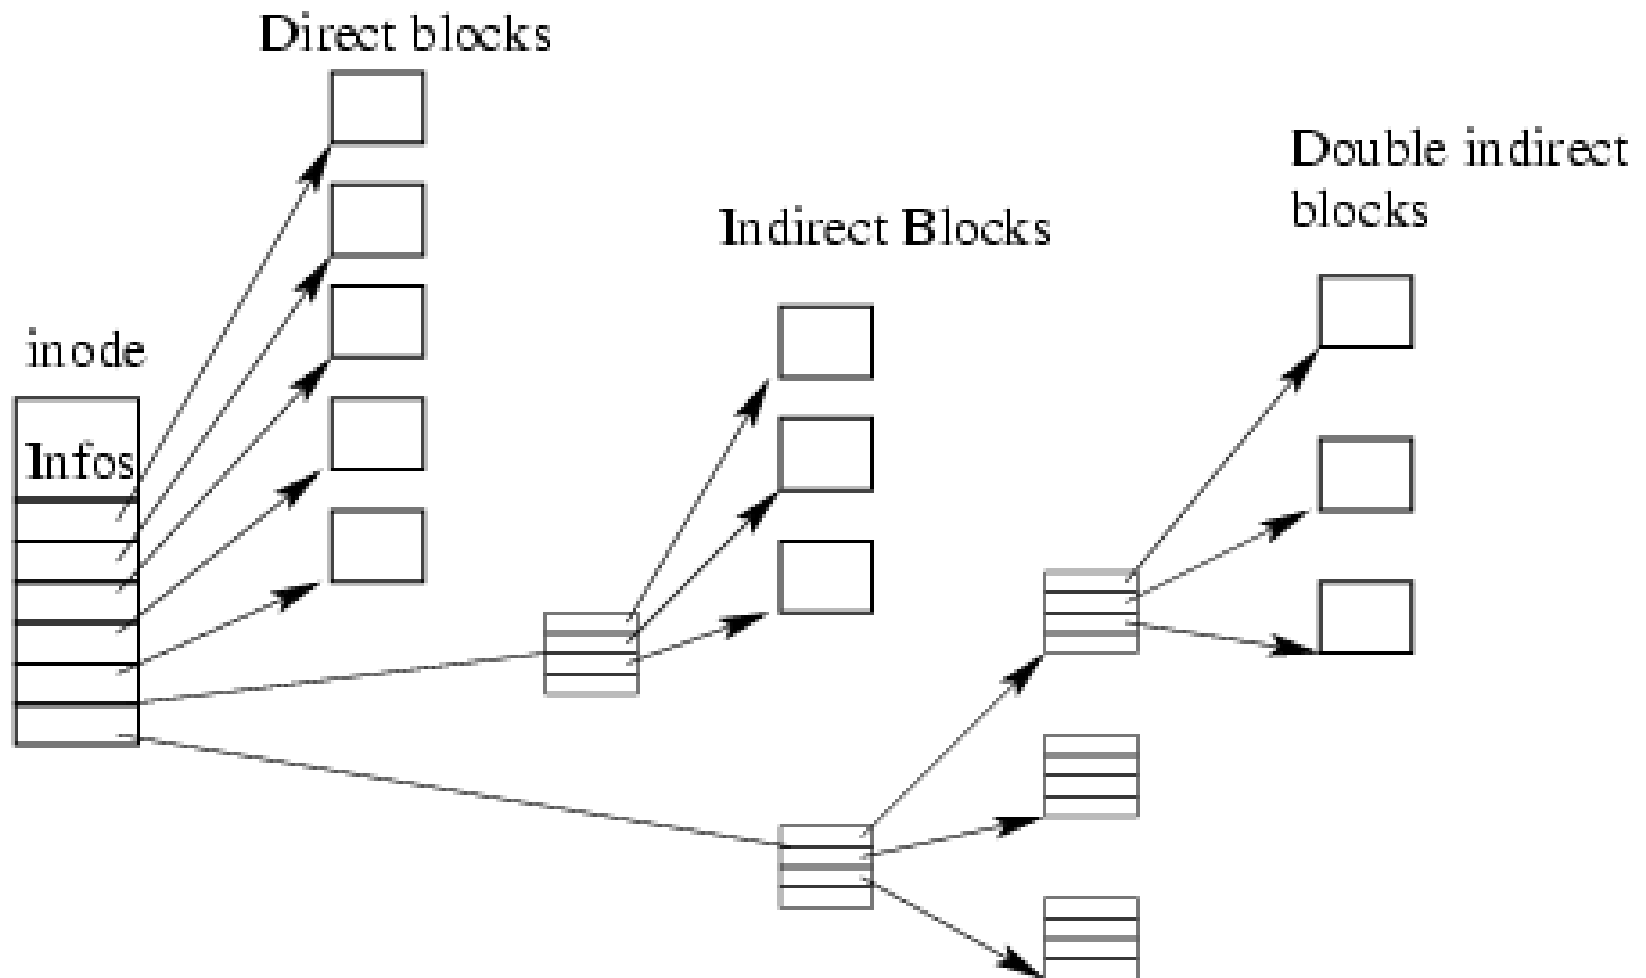 Direct blocks
Double indirect
blocks
Indirect Blocks
inode
Infos